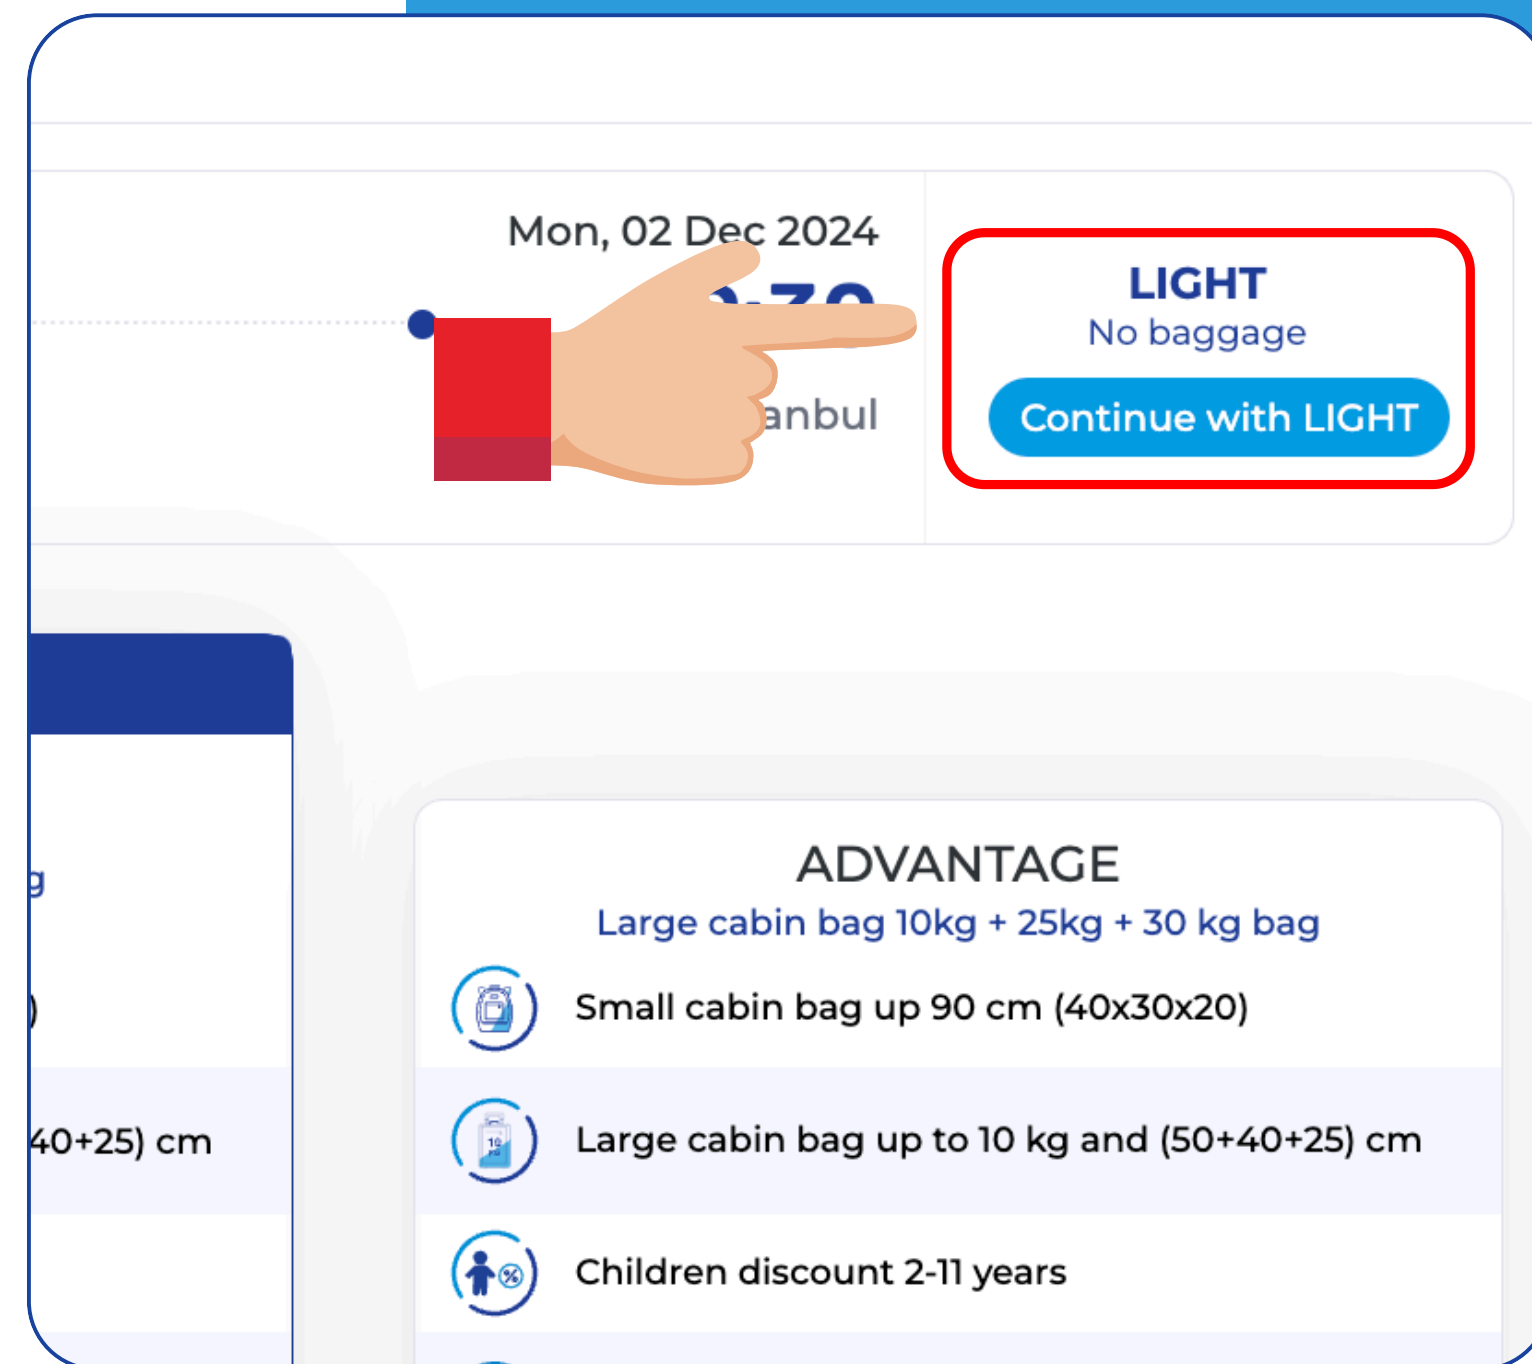 Mon, 02 Dec 2024
LIGHT
No baggage
Continue with LIGHT
anbul
ADVANTAGE
Large cabin bag 10kg + 25kg + 30 kg bag
g
Small cabin bag up 90 cm (40x30x20)
)
Large cabin bag up to 10 kg and (50+40+25) cm
40+25) cm
Children discount 2-11 years